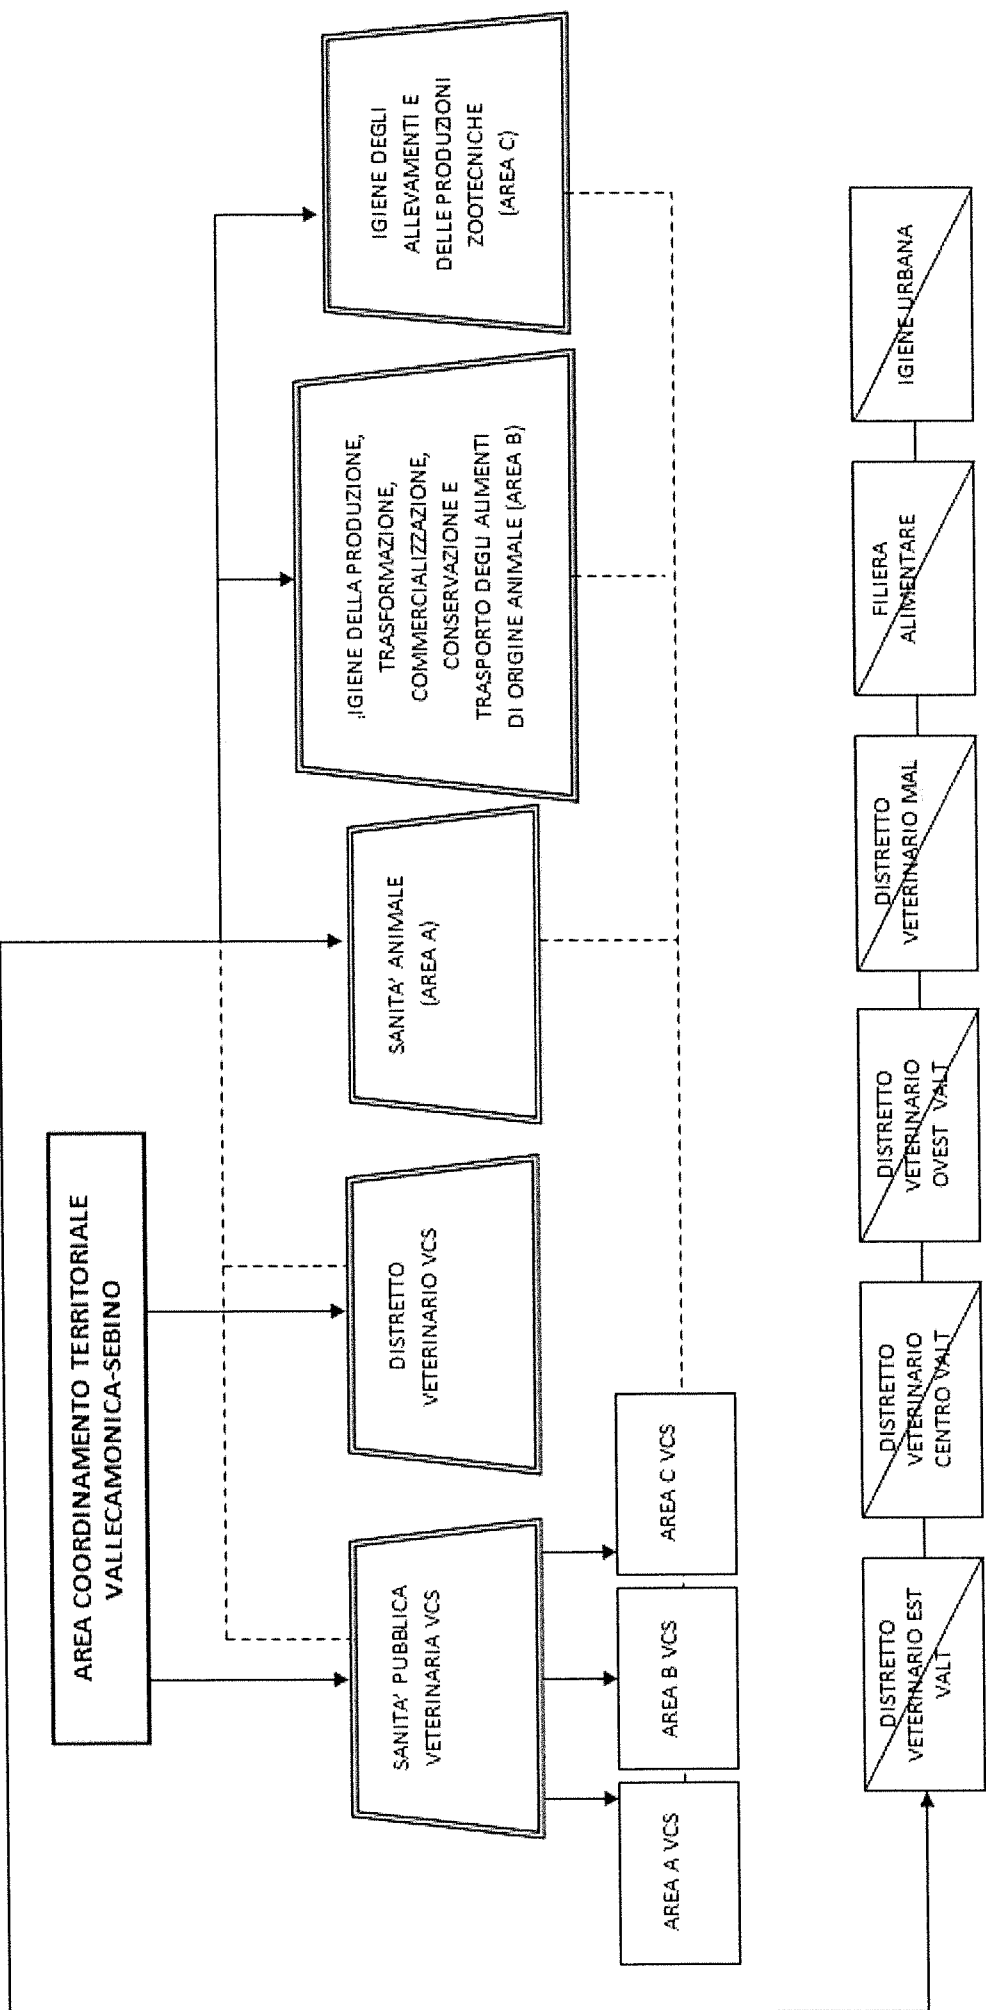 AREA COORDINAMENTO TERRITORIALE
VALLECAMONICA-SEBINO
SANITA' PUBBLICA
VETERINARIA VCS
DISTRETTO
VETERINARIO VCS
SANITA' ANIMALE
(AREA A)
IGIENE DELLA PRODUZIONE,
TRASFORMAZIONE,
COMMERCIALIZZAZIONE,
CONSERVAZIONE E
TRASPORTO DEGLI ALIMENTI
DI ORIGINE ANIMALE (AREA B)
IGIENE DEGLI
ALLEVAMENTI E
DELLE PRODUZIONI
ZOOTECNICHE
(AREA C)
AREA A VCS
AREA B VCS
AREA C VCS
DISTRETTO
VETERINARIO EST
VALT
DISTRETTO
VETERINARIO
CENTRO VALT
DISTRETTO
VETERINARIO
OVEST VALT
DISTRETTO
VETERINARIO MAL
FILIERA
ALIMENTARE
IGIENE URBANA